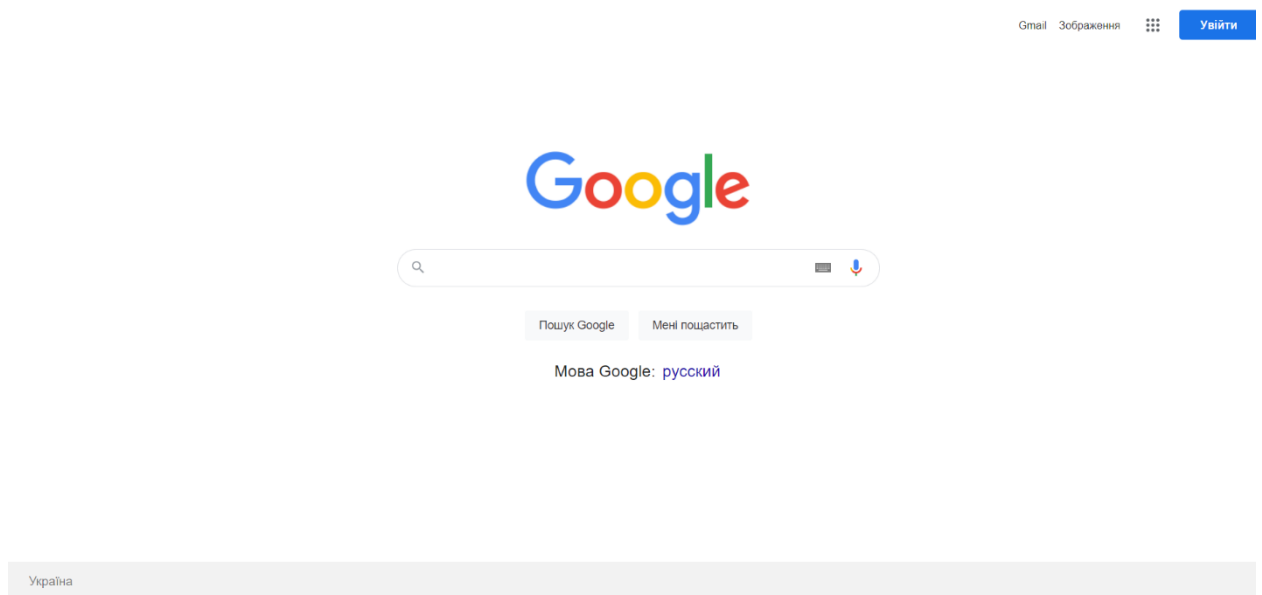 Gmail Зображення Увійти
Google
Пошук Google Мені пощастить
Мова Google: русский
Україна